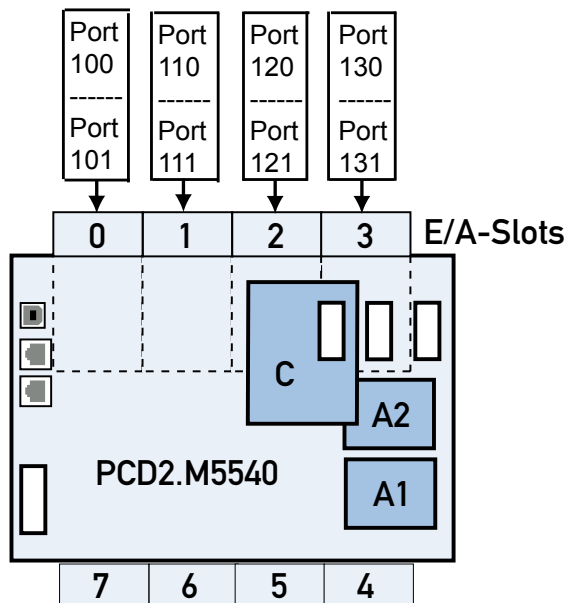 Port
100
------
Port
101
Port
110
------
Port
111
Port
120
------
Port
121
Port
130
------
Port
131
0 1 2 3 E/A-Slots
C
A2
PCD2.M5540
A1
7 6 5 4